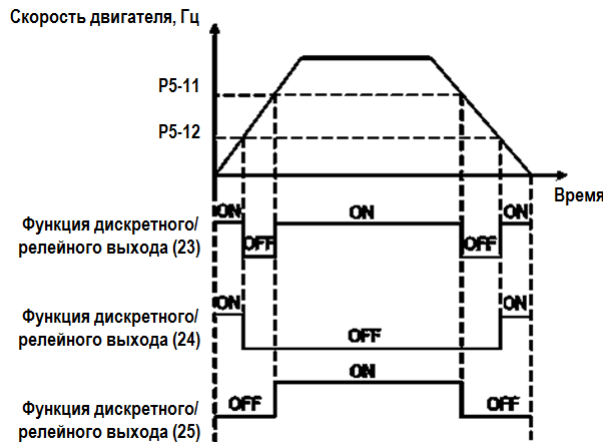 Скорость двигателя, Гц
P5-11
P5-12
Время
Функция дискретного/
релейного выхода (23)
ON
OFF
ON
OFF
ON
Функция дискретного/
релейного выхода (24)
ON
OFF
ON
Функция дискретного/
релейного выхода (25)
OFF
ON
OFF